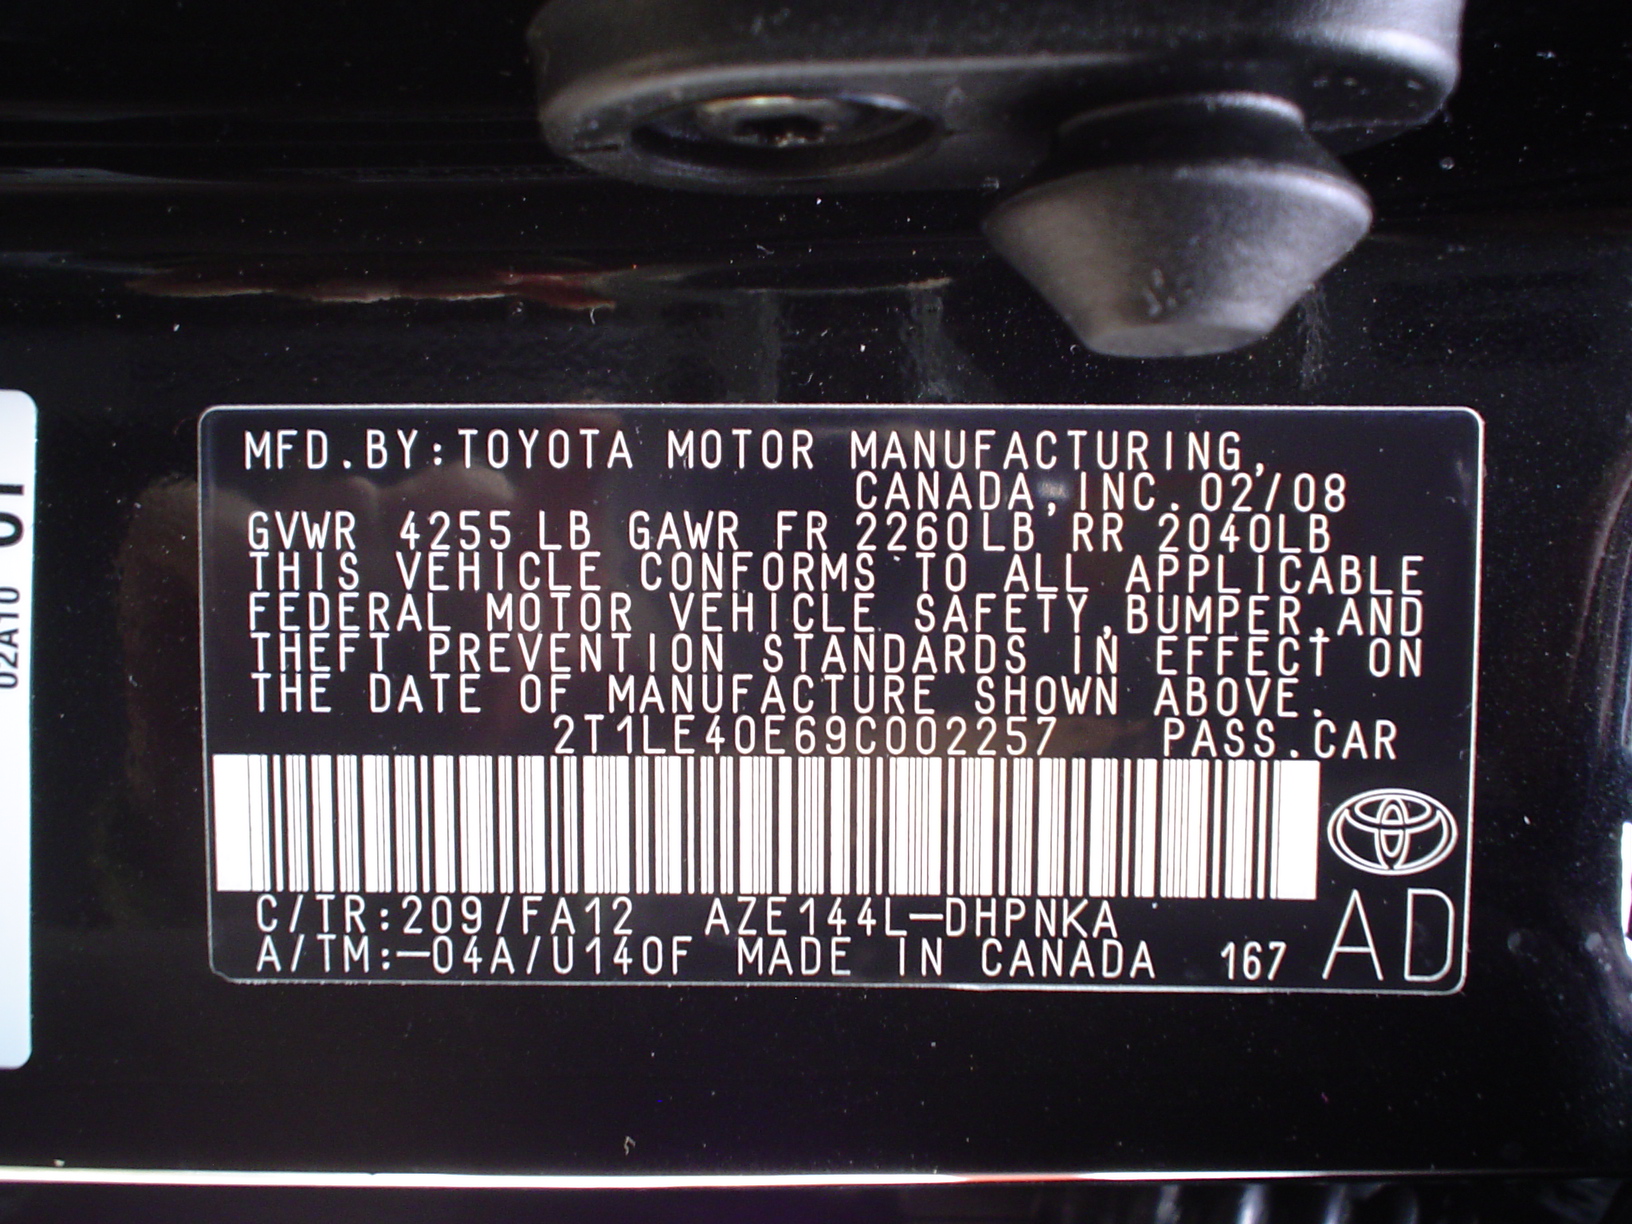 MFD.BY:TOYOTA MOTOR MANUFACTURING,
CANADA,INC.02/08
GVWR 4255LB GAWR FR 2260LB RR 2040LB
THIS VEHICLE CONFORMS TO ALL APPLICABLE
FEDERAL MOTOR VEHICLE SAFETY,BUMPER,AND
THEFT PREVENTION STANDARDS IN EFFECT ON
THE DATE OF MANUFACTURE SHOWN ABOVE.
2T1LE40E69C002257 PASS.CAR
C/TR:209/FA12 AZE144L-DHPNKA
A/TM:-04A/U140F MADE IN CANADA 167 AD
02A10